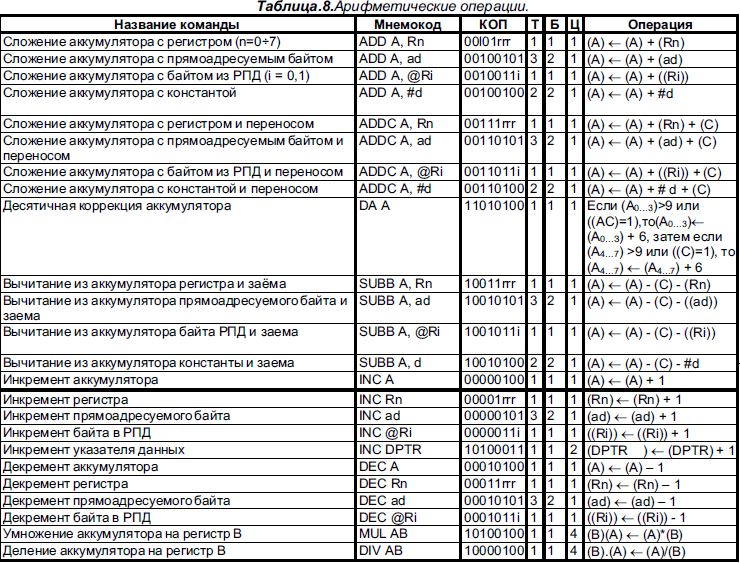 Таблица.8.Арифметические операции.
Название команды Мнемокод КОП Т Б Ц Операция
Сложение аккумулятора с регистром (n=0÷7) ADD A, Rn 00I01rrr 1 1 1 (A) ← (A) + (Rn)
Сложение аккумулятора с прямоадресуемым байтом ADD A, ad 00100101 3 2 1 (A) ← (A) + (ad)
Сложение аккумулятора с байтом из РПД (i = 0,1) ADD A, @Ri 0010011i 1 1 1 (A) ← (A) + ((Ri))
Сложение аккумулятора с константой ADD A, #d 00100100 2 2 1 (A) ← (A) + #d
Сложение аккумулятора с регистром и переносом ADDC A, Rn 00111rrr 1 1 1 (A) ← (A) + (Rn) + (C)
Сложение аккумулятора с прямоадресуемым байтом и ADDC A, ad 00110101 3 2 1 (A) ← (A) + (ad) + (C)
переносом
Сложение аккумулятора с байтом из РПД и переносом ADDC A, @Ri 0011011i 1 1 1 (A) ← (A) + ((Ri)) + (C)
Сложение аккумулятора с константой и переносом ADDC A, #d 00110100 2 2 1 (A) ← (A) + # d + (C)
Десятичная коррекция аккумулятора DA A 11010100 1 1 1 Если (A0...3)>9 или
((AC)=1),то(A0...3)←
(A0...3) + 6, затем если
(A4...7) >9 или ((C)=1), то
(A4...7) ← (A4...7) + 6
Вычитание из аккумулятора регистра и заёма SUBB A, Rn 10011rrr 1 1 1 (A) ← (A) - (C) - (Rn)
Вычитание из аккумулятора прямоадресуемого байта и SUBB A, ad 10010101 3 2 1 (A) ← (A) - (C) - ((ad))
заема
Вычитание из аккумулятора байта РПД и заема SUBB A, @Ri 1001011i 1 1 1 (A) ← (A) - (C) - ((Ri))
Вычитание из аккумулятора константы и заема SUBB A, d 10010100 2 2 1 (A) ← (A) - (C) - #d
Инкремент аккумулятора INC A 00000100 1 1 1 (A) ← (A) + 1
Инкремент регистра INC Rn 00001rrr 1 1 1 (Rn) ← (Rn) + 1
Инкремент прямоадресуемого байта INC ad 00000101 3 2 1 (ad) ← (ad) + 1
Инкремент байта в РПД INC @Ri 0000011i 1 1 1 ((Ri)) ← ((Ri)) + 1
Инкремент указателя данных INC DPTR 10100011 1 1 2 (DPTR ) ← (DPTR) + 1
Декремент аккумулятора DEC A 00010100 1 1 1 (A) ← (A) – 1
Декремент регистра DEC Rn 00011rrr 1 1 1 (Rn) ← (Rn) – 1
Декремент прямоадресуемого байта DEC ad 00010101 3 2 1 (ad) ← (ad) – 1
Декремент байта в РПД DEC @Ri 0001011i 1 1 1 ((Ri)) ← ((Ri)) - 1
Умножение аккумулятора на регистр B MUL AB 10100100 1 1 4 (B)(A) ← (A)*(B)
Деление аккумулятора на регистр B DIV AB 10000100 1 1 4 (B).(A) ← (A)/(B)